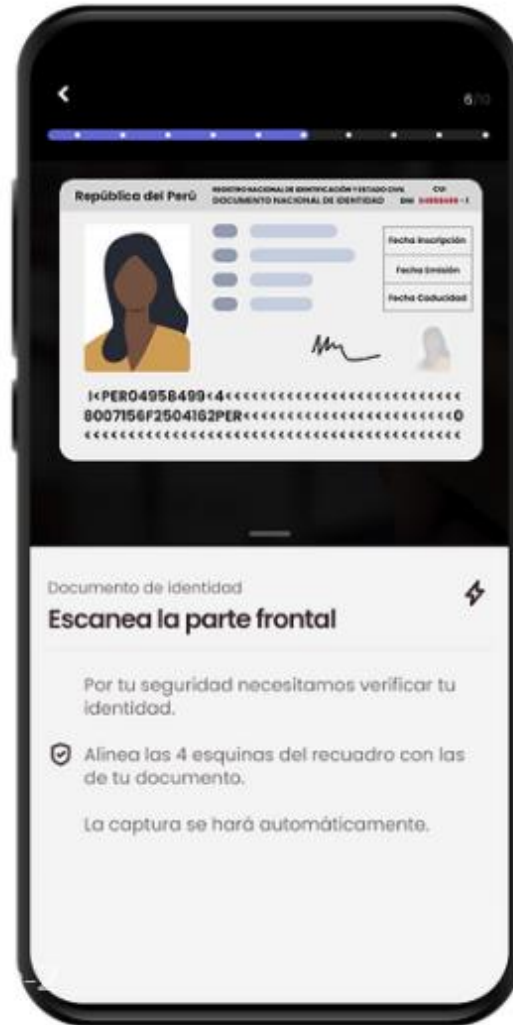 6/10
República del Perú
REGISTRO NACIONAL DE IDENTIFICACIÓN Y ESTADO CIVIL
CUI
DOCUMENTO NACIONAL DE IDENTIDAD
DNI
Fecha Inscripción
Fecha Emisión
Fecha Caducidad
I<PER04958499<4<<<<<<<<<<<<<<<<<<<<<<<<<<
8007156F2504162PER<<<<<<<<<<<<<<<<<<<<<<0
<<<<<<<<<<<<<<<<<<<<<<<<<<<<<<<<<<<<<<<<
Documento de identidad
Escanea la parte frontal
Por tu seguridad necesitamos verificar tu
identidad.
Alinea las 4 esquinas del recuadro con las
de tu documento.
La captura se hará automáticamente.